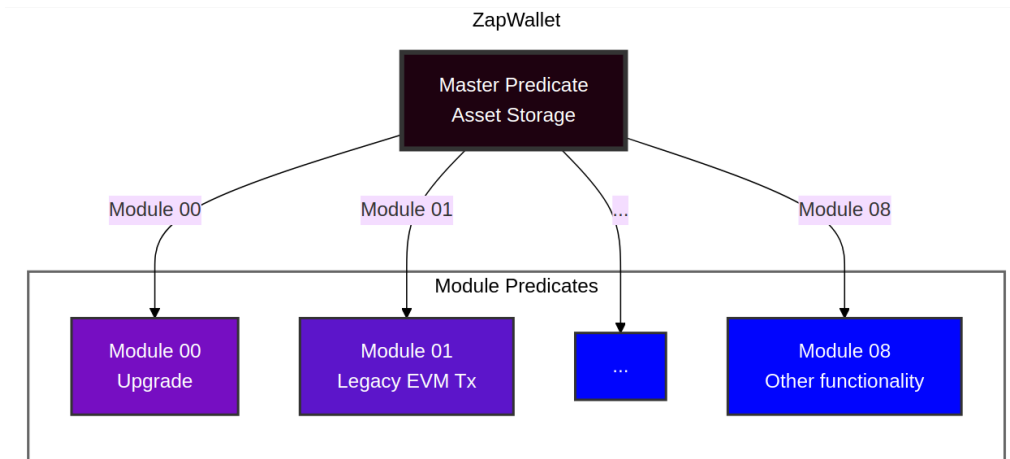 ZapWallet
Master Predicate
Asset Storage
Module 00
Module 01
...
Module 08
Module Predicates
Module 00
Upgrade
Module 01
Legacy EVM Tx
...
Module 08
Other functionality